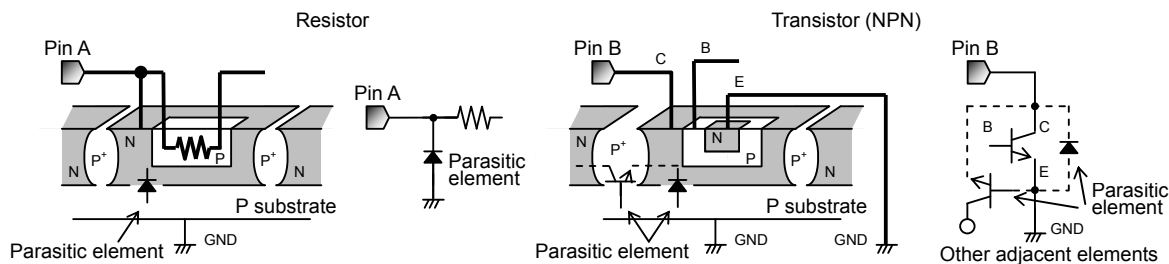 Resistor
Pin A
N
N
P+
P
P+
N
Parasitic element
GND
P substrate
Pin A
Parasitic
element
Transistor (NPN)
Pin B
C
B
E
N
P+
N
P
P+
N
P substrate
Parasitic element
GND
GND
Pin B
B
C
E
Parasitic
element
GND
Other adjacent elements